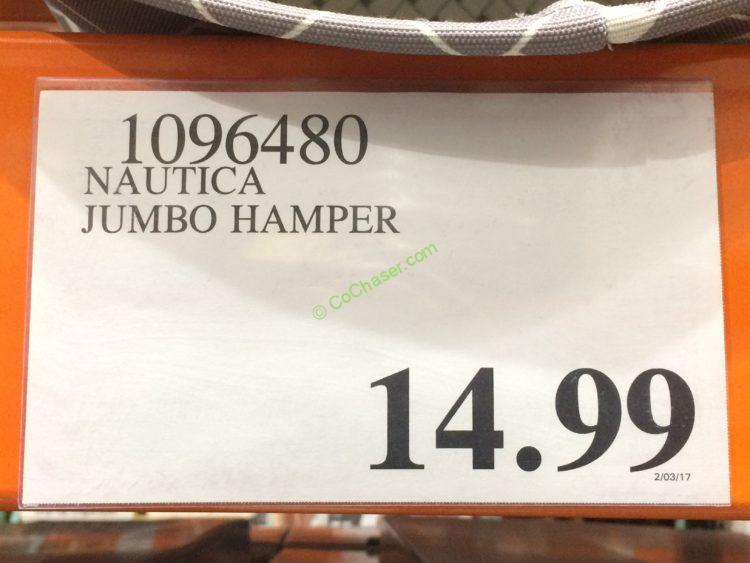 1096480
NAUTICA
JUMBO HAMPER
© CoChaser.com
14.99
2/03/17